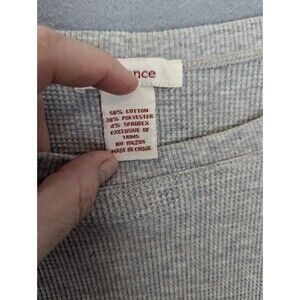 nce
58% COTTON
38% POLYESTER
4% SPANDEX
EXCLUSIVE OF
TRIMS
MADE IN CHINA